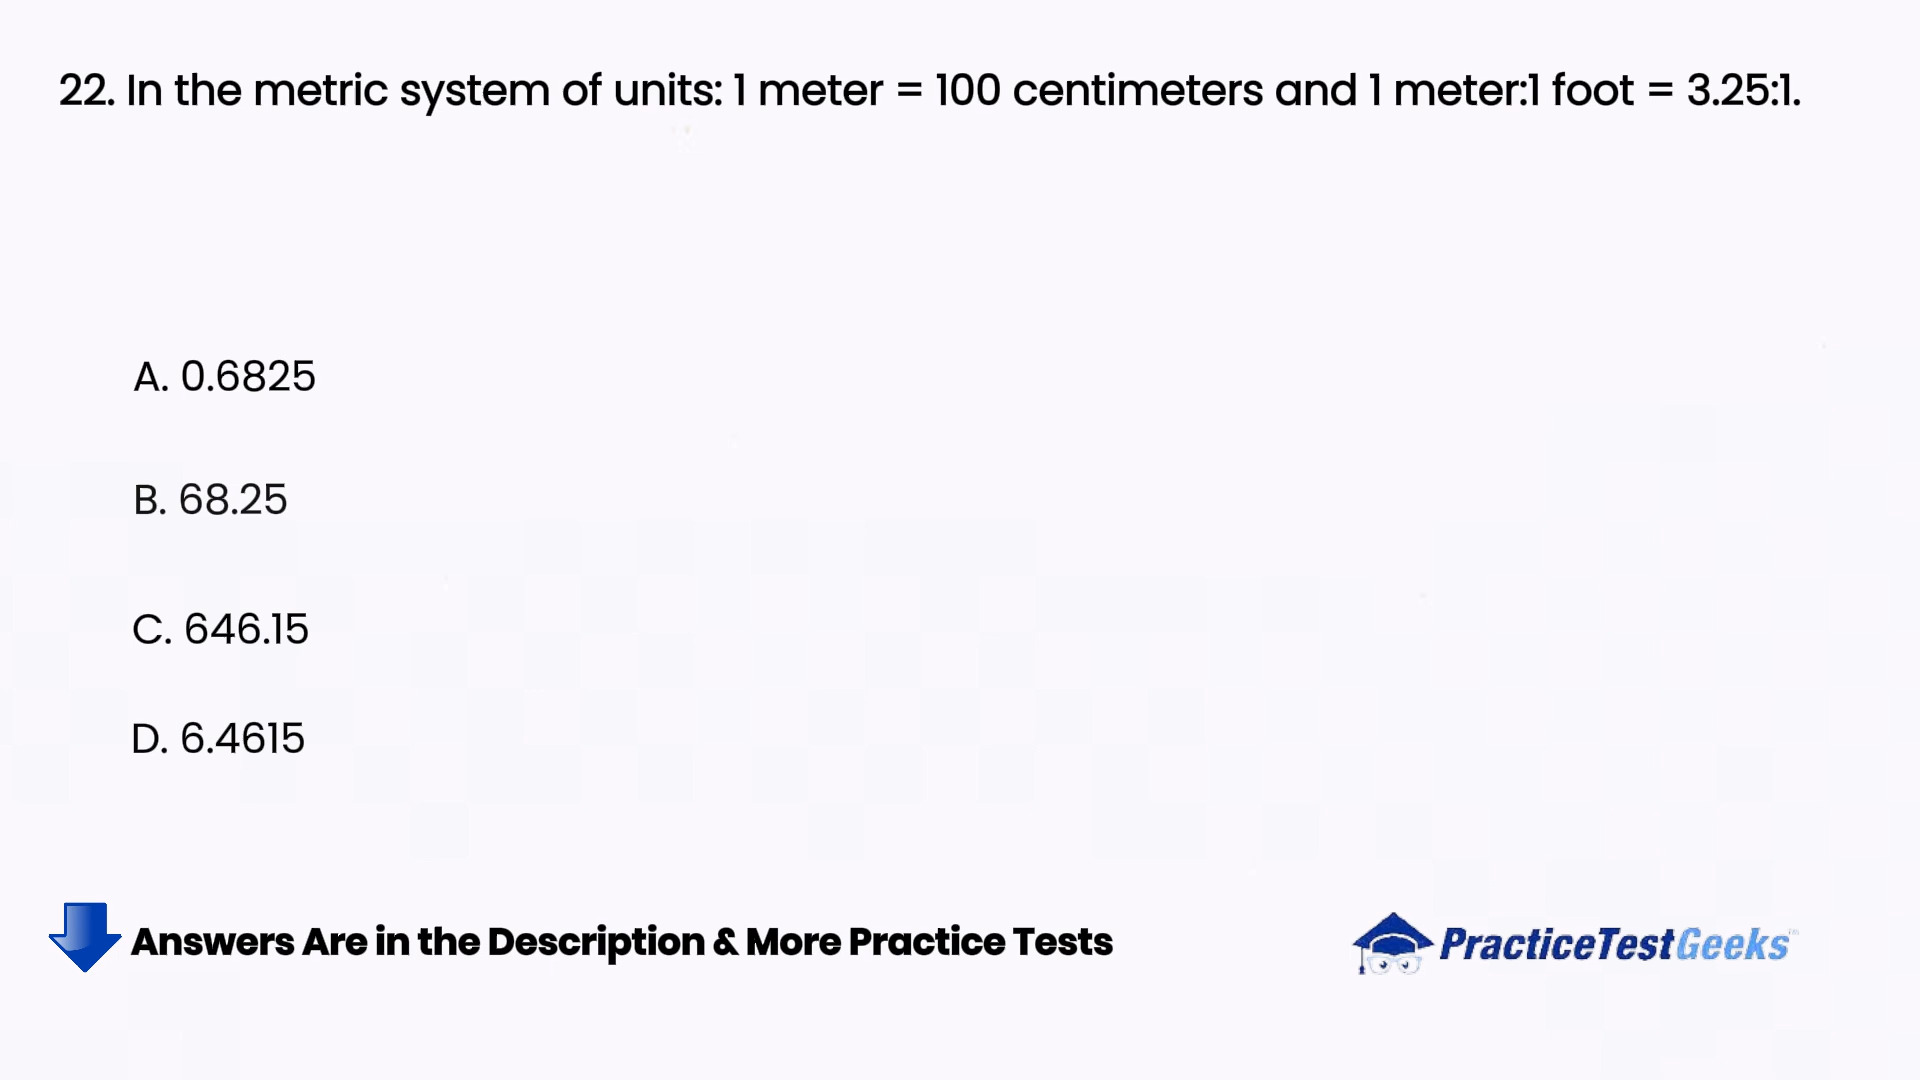 22. In the metric system of units: 1 meter = 100 centimeters and 1 meter:1 foot = 3.25:1.
A. 0.6825
B. 68.25
C. 646.15
D. 6.4615
Answers Are in the Description & More Practice Tests
PracticeTestGeeks